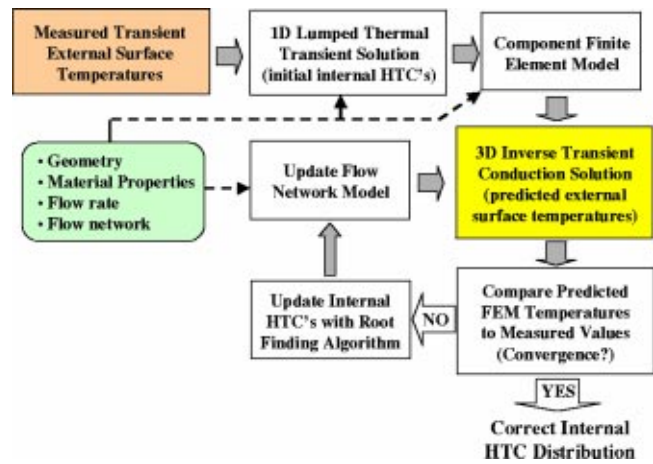 Measured Transient
External Surface
Temperatures
1D Lumped Thermal
Transient Solution
(initial internal HTC's)
Component Finite
Element Model
• Geometry
• Material Properties
• Flow rate
• Flow network
Update Flow
Network Model
3D Inverse Transient
Conduction Solution
(predicted external
surface temperatures)
Update Internal
HTC's with Root
Finding Algorithm
NO
Compare Predicted
FEM Temperatures
to Measured Values
(Convergence?)
YES
Correct Internal
HTC Distribution